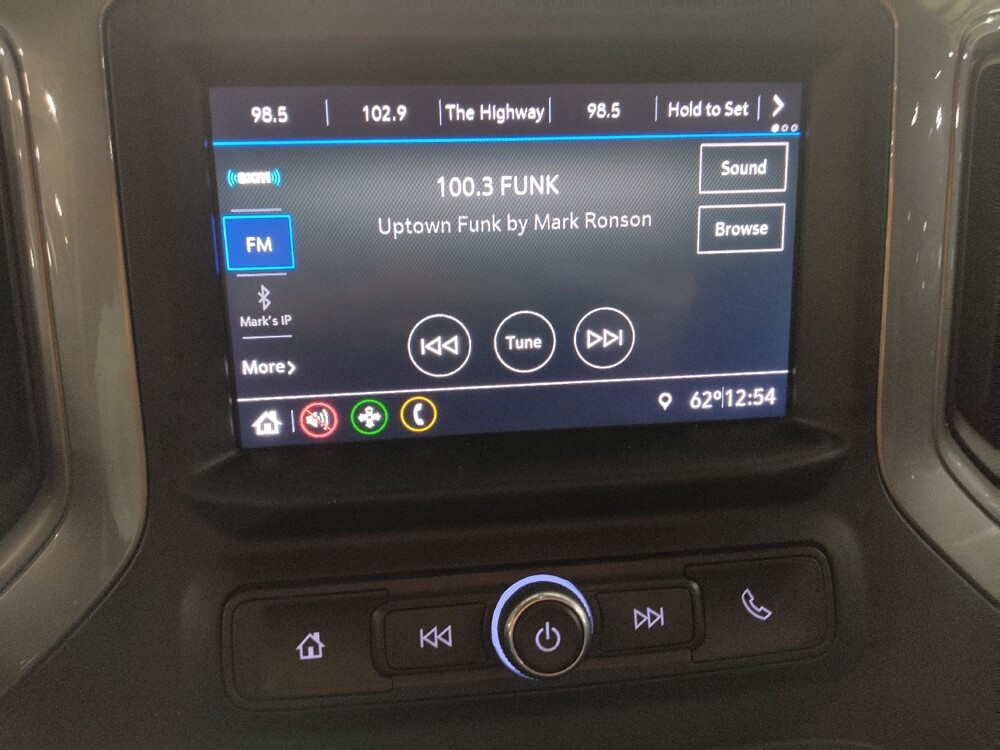 98.5 | 102.9 | The Highway | 98.5 | Hold to Set |
Sound
100.3 FUNK
Uptown Funk by Mark Ronson
FM
Browse
Mark's iP
Tune
More
62° 12:54